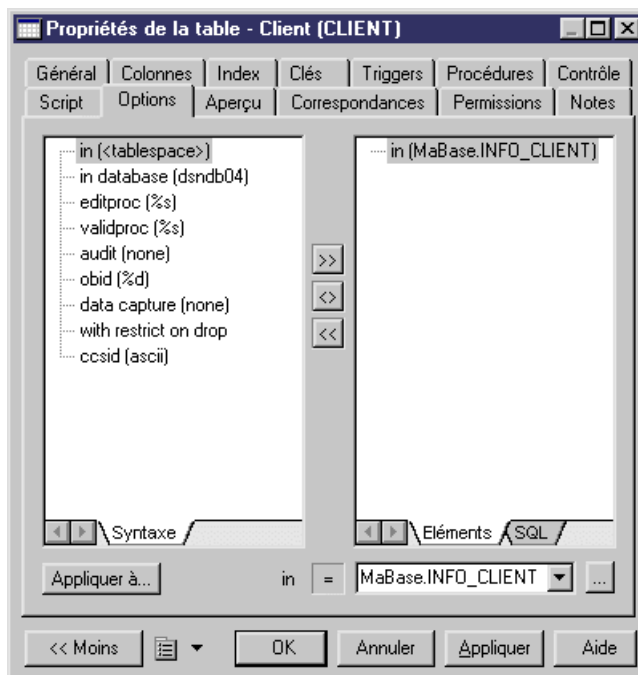 Propriétés de la table - Client (CLIENT)
Général Colonnes Index Clés Triggers Procédures Contrôle
Script Options Aperçu Correspondances Permissions Notes
in (<tablespace>)
in database (dsndb04)
editproc (%s)
validproc (%s)
audit (none)
obid (%d)
data capture (none)
with restrict on drop
ccsid (ascii)
Syntaxe
>>
<>
<<
in (MaBase.INFO_CLIENT)
Eléments SQL
Appliquer à... in = MaBase.INFO_CLIENT ...
<< Moins OK Annuler Appliquer Aide